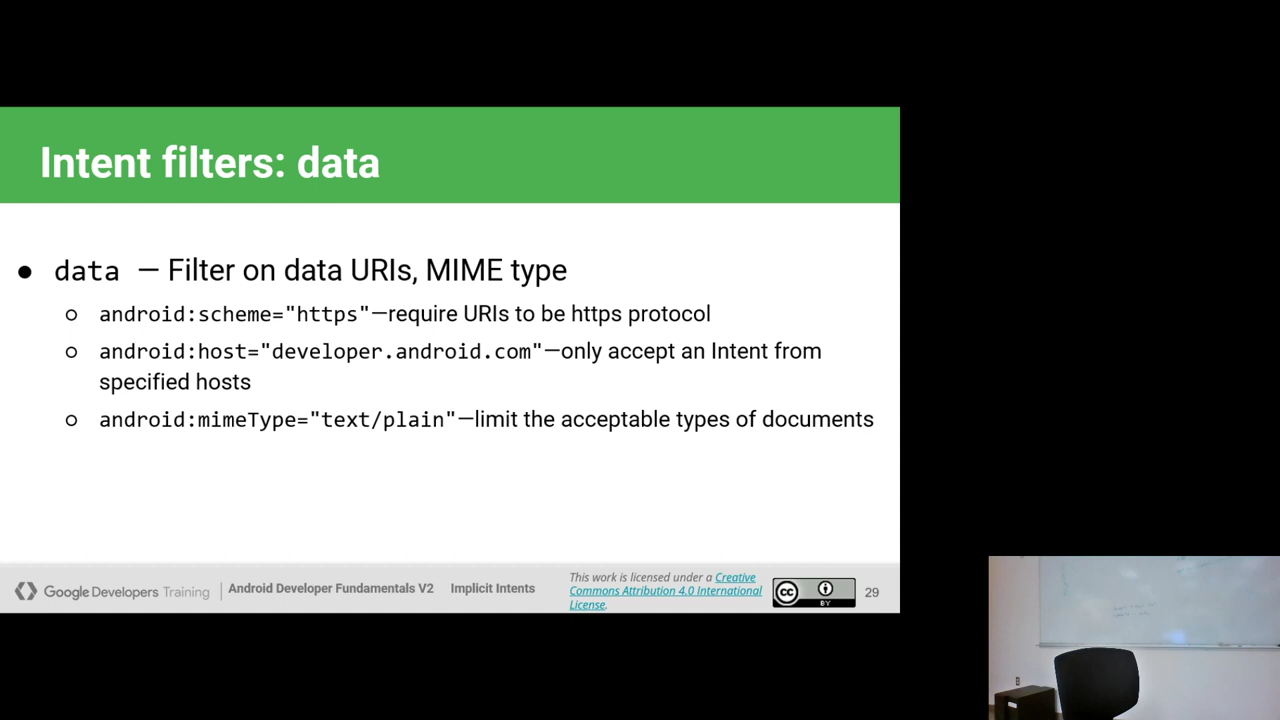 Intent filters: data
● data — Filter on data URIs, MIME type
○ android:scheme="https"—require URIs to be https protocol
○ android:host="developer.android.com"—only accept an Intent from
specified hosts
○ android:mimeType="text/plain"—limit the acceptable types of documents
Google Developers Training
Android Developer Fundamentals V2
Implicit Intents
This work is licensed under a Creative
Commons Attribution 4.0 International
License.
cc
BY
29